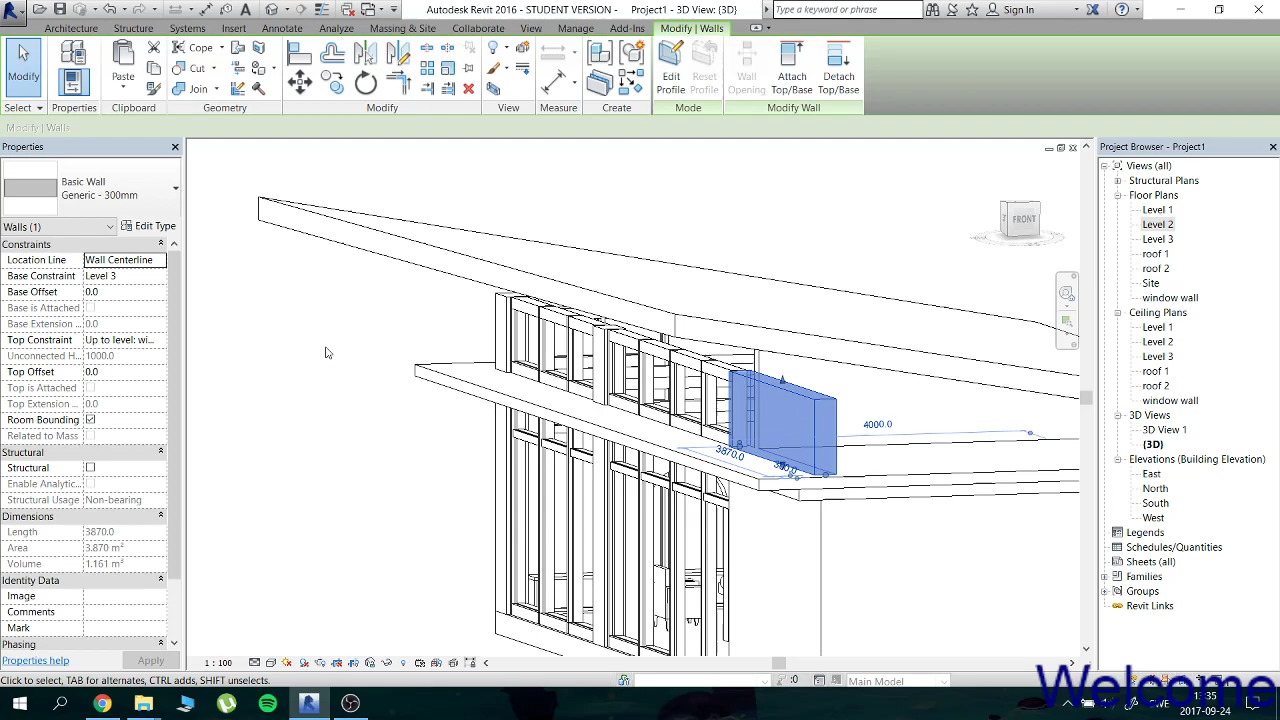 Autodesk Revit 2016 - STUDENT VERSION - Project1 - 3D View: {3D}
Type a keyword or phrase
Sign In
Architecture Structure Systems Insert Annotate Analyze Massing & Site Collaborate View Manage Add-Ins Modify | Walls
Modify
Paste
Cope
Cut
Join
Edit Profile
Reset Profile
Wall Opening
Attach Top/Base
Detach Top/Base
Select Properties Clipboard Geometry Modify View Measure Create Mode Modify Wall
Modify | Walls
Properties
Basic Wall
Generic - 300mm
Walls (1)
Edit Type
Constraints
Location Line Wall Centerline
Base Constraint Level 3
Base Offset 0.0
Base is Attached
Base Extension ... 0.0
Top Constraint Up to level: wi...
Unconnected H... 1000.0
Top Offset 0.0
Top is Attached
Top Extension ... 0.0
Room Bounding
Related to Mass
Structural
Structural
Enable Analytic...
Structural Usage Non-bearing
Dimensions
Length 3870.0
Area 3.870 m²
Volume 1.161 m³
Identity Data
Image
Comments
Mark
Phasing
Properties help
Apply
FRONT
4000.0
3870.0
Project Browser - Project1
Views (all)
Structural Plans
Floor Plans
Level 1
Level 2
Level 3
roof 1
roof 2
Site
window wall
Ceiling Plans
Level 1
Level 2
Level 3
roof 1
roof 2
window wall
3D Views
3D View 1
{3D}
Elevations (Building Elevation)
East
North
South
West
Legends
Schedules/Quantities
Sheets (all)
Families
Groups
Revit Links
1 : 100
Click to select, TAB for alternates, CTRL adds, SHIFT unselects.
:0
Main Model
Welcome
SWE
13:35
2017-09-24